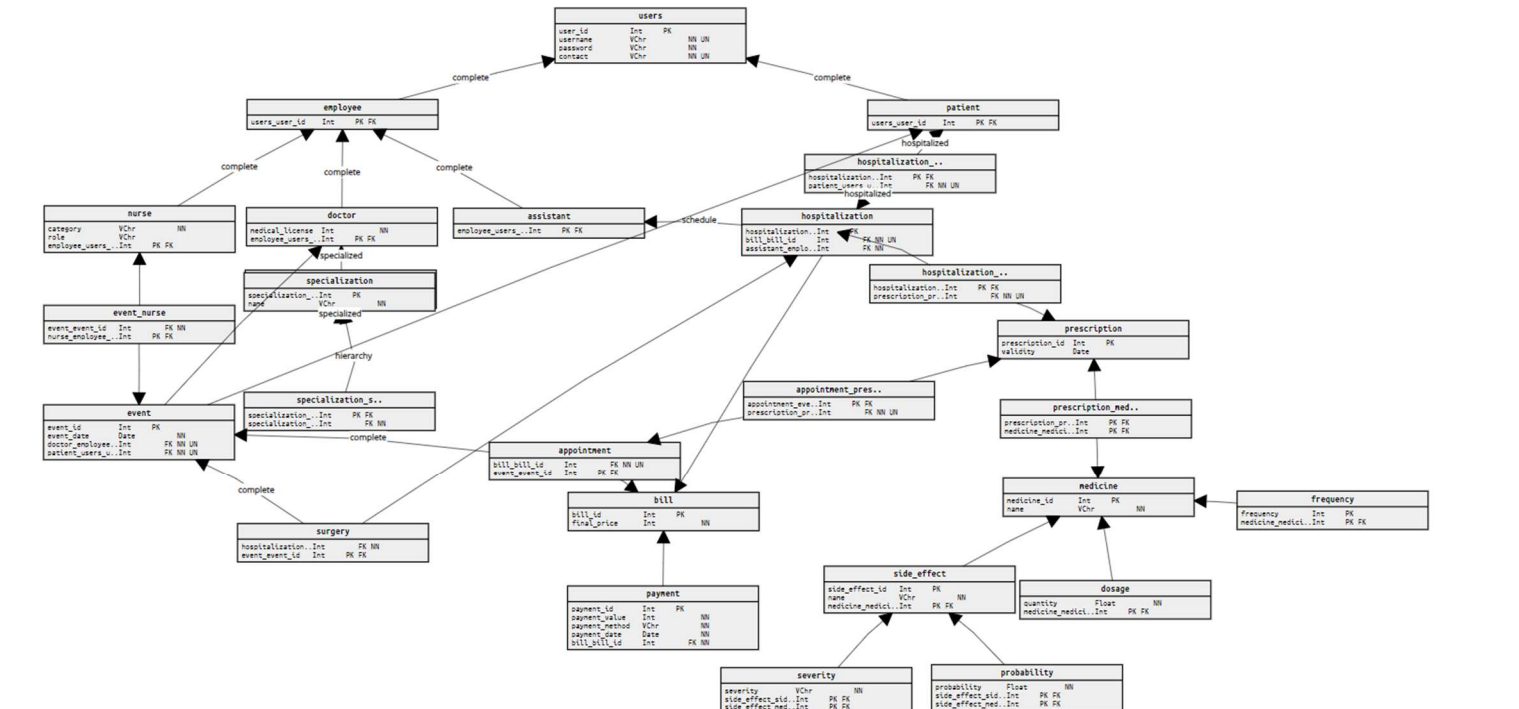 users
user_id Int PK
username VChr NN UN
password VChr NN
contact VChr NN UN
complete
complete
employee
users_user_id Int PK FK
patient
users_user_id Int PK FK
complete
complete
complete
hospitalized
hospitalization_..
hospitalization..Int PK FK
patient_users_u..Int FK NN UN
hospitalized
nurse
category VChr NN
role VChr
employee_users_..Int PK FK
doctor
medical_license Int NN
employee_users_..Int PK FK
assistant
employee_users_..Int PK FK
schedule
hospitalization
hospitalization..Int PK
bill_bill_id Int FK NN UN
assistant_emplo..Int FK NN
specialized
specialization
specialization_..Int PK
name VChr NN
specialized
hospitalization_..
hospitalization..Int PK FK
prescription_pr..Int FK NN UN
event_nurse
event_event_id Int FK NN
nurse_employee_..Int PK FK
prescription
prescription_id Int PK
validity Date
hierarchy
appointment_pres..
appointment_eve..Int PK FK
prescription_pr..Int FK NN UN
specialization_s..
specialization_..Int PK FK
specialization_..Int FK NN
prescription_med..
prescription_pr..Int PK FK
medicine_medici..Int PK FK
event
event_id Int PK
event_date Date NN
doctor_employee..Int FK NN UN
patient_users_u..Int FK NN UN
complete
appointment
bill_bill_id Int FK NN UN
event_event_id Int PK FK
complete
medicine
medicine_id Int PK
name VChr NN
frequency
frequency Int PK
medicine_medici..Int PK FK
bill
bill_id Int PK
final_price Int NN
surgery
hospitalization..Int FK NN
event_event_id Int PK FK
side_effect
side_effect_id Int PK
name VChr NN
medicine_medici..Int PK FK
dosage
quantity Float NN
medicine_medici..Int PK FK
payment
payment_id Int PK
payment_value Int NN
payment_method VChr NN
payment_date Date NN
bill_bill_id Int FK NN
severity
severity VChr NN
side_effect_sid..Int PK FK
side_effect_med..Int PK FK
probability
probability Float NN
side_effect_sid..Int PK FK
side_effect_med..Int PK FK